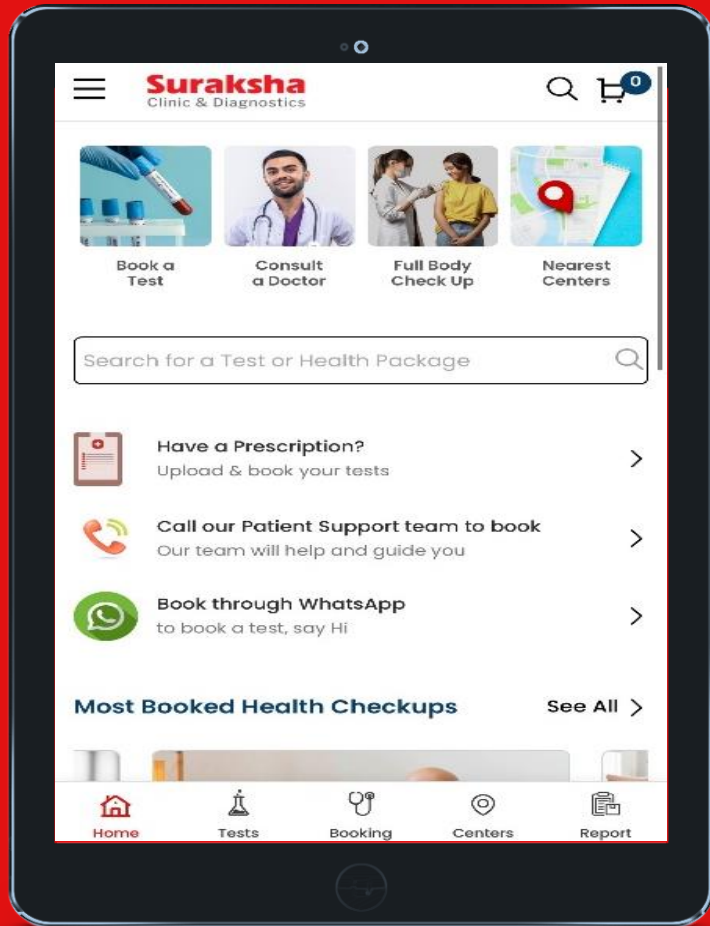 Suraksha
Clinic & Diagnostics
0
Book a
Test
Consult
a Doctor
Full Body
Check Up
Nearest
Centers
Search for a Test or Health Package
Have a Prescription?
Upload & book your tests
Call our Patient Support team to book
Our team will help and guide you
Book through WhatsApp
to book a test, say Hi
Most Booked Health Checkups
See All
Home
Tests
Booking
Centers
Report